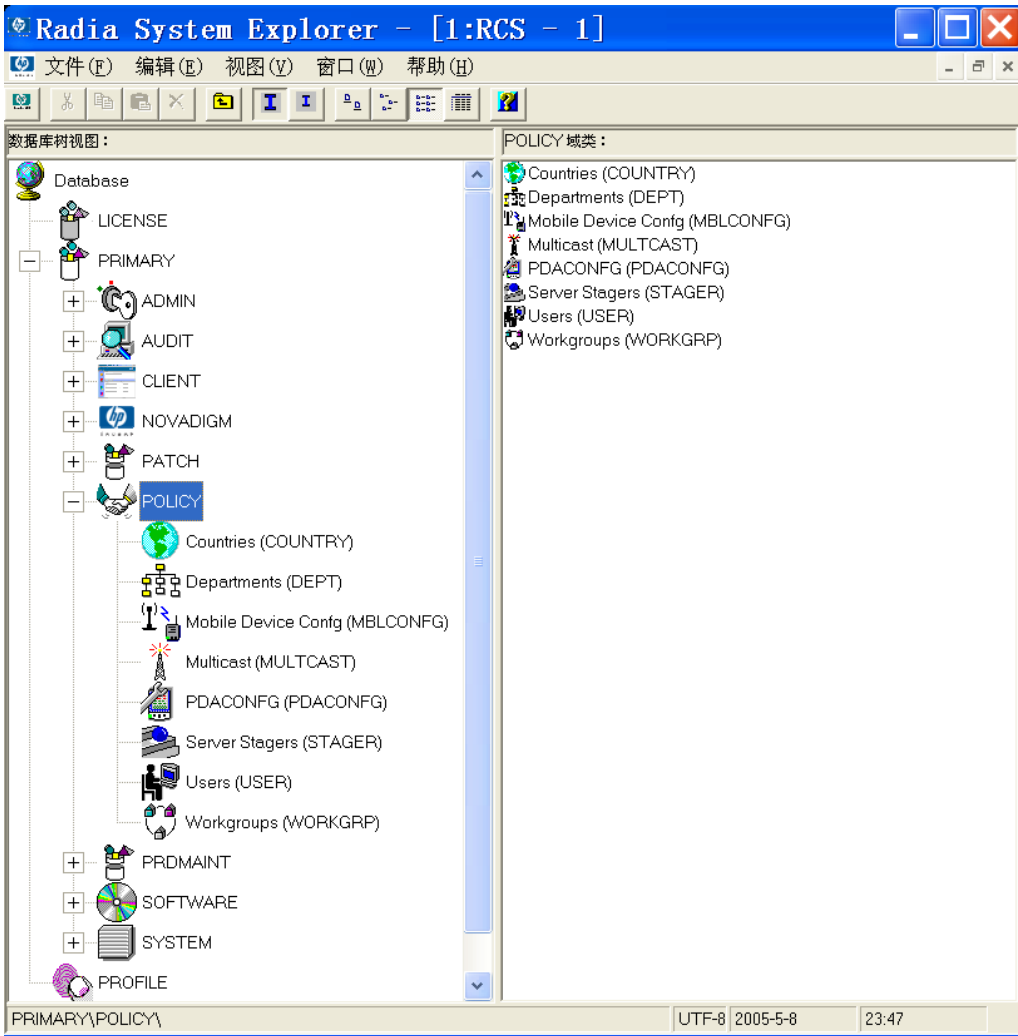 Radia System Explorer - [1:RCS - 1]
文件(F) 编辑(E) 视图(V) 窗口(W) 帮助(H)
数据库树视图：
Database
LICENSE
PRIMARY
ADMIN
AUDIT
CLIENT
NOVADIGM
PATCH
POLICY
Countries (COUNTRY)
Departments (DEPT)
Mobile Device Confg (MBLCONFG)
Multicast (MULTCAST)
PDACONFG (PDACONFG)
Server Stagers (STAGER)
Users (USER)
Workgroups (WORKGRP)
PRDMAINT
SOFTWARE
SYSTEM
PROFILE
POLICY 域类：
Countries (COUNTRY)
Departments (DEPT)
Mobile Device Confg (MBLCONFG)
Multicast (MULTCAST)
PDACONFG (PDACONFG)
Server Stagers (STAGER)
Users (USER)
Workgroups (WORKGRP)
PRIMARY\POLICY\ UTF-8 2005-5-8 23:47